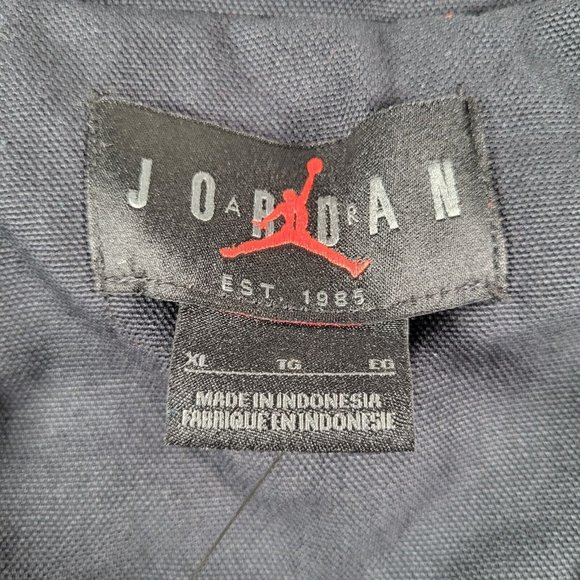 JORDAN
AIR
EST. 1985
XL TG EG
MADE IN INDONESIA
FABRIQUE EN INDONESIE